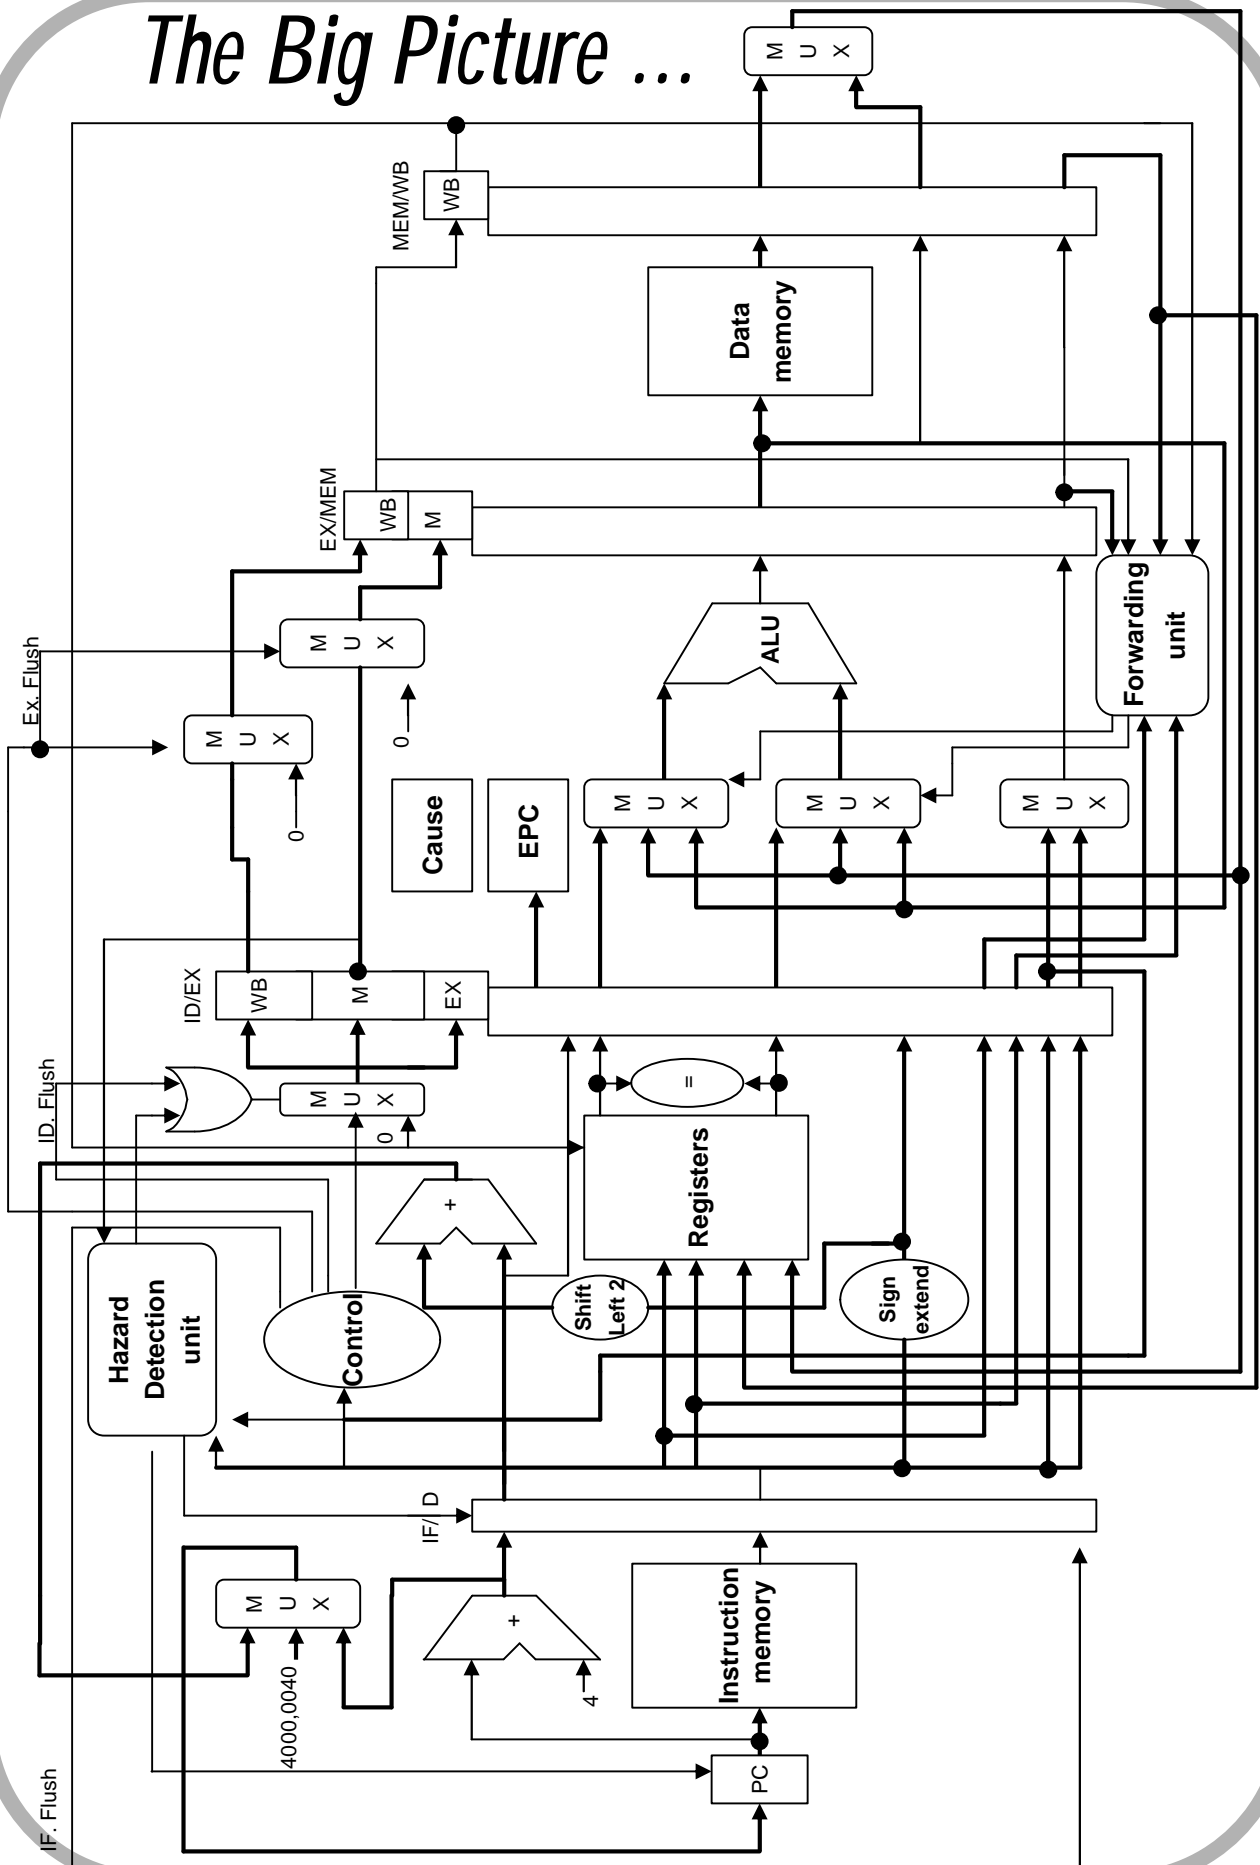 The Big Picture ...
M
U
X
MEM/WB
WB
Data
memory
EX/MEM
WB
M
Ex. Flush
M
U
X
M
U
X
0
0
ALU
Forwarding
unit
Cause
EPC
M
U
X
M
U
X
M
U
X
ID/EX
WB
M
EX
ID. Flush
M
U
X
0
=
+
Registers
Hazard
Detection
unit
Control
Shift
Left 2
Sign
extend
IF/ D
M
U
X
4000,0040
+
4
Instruction
memory
PC
IF. Flush